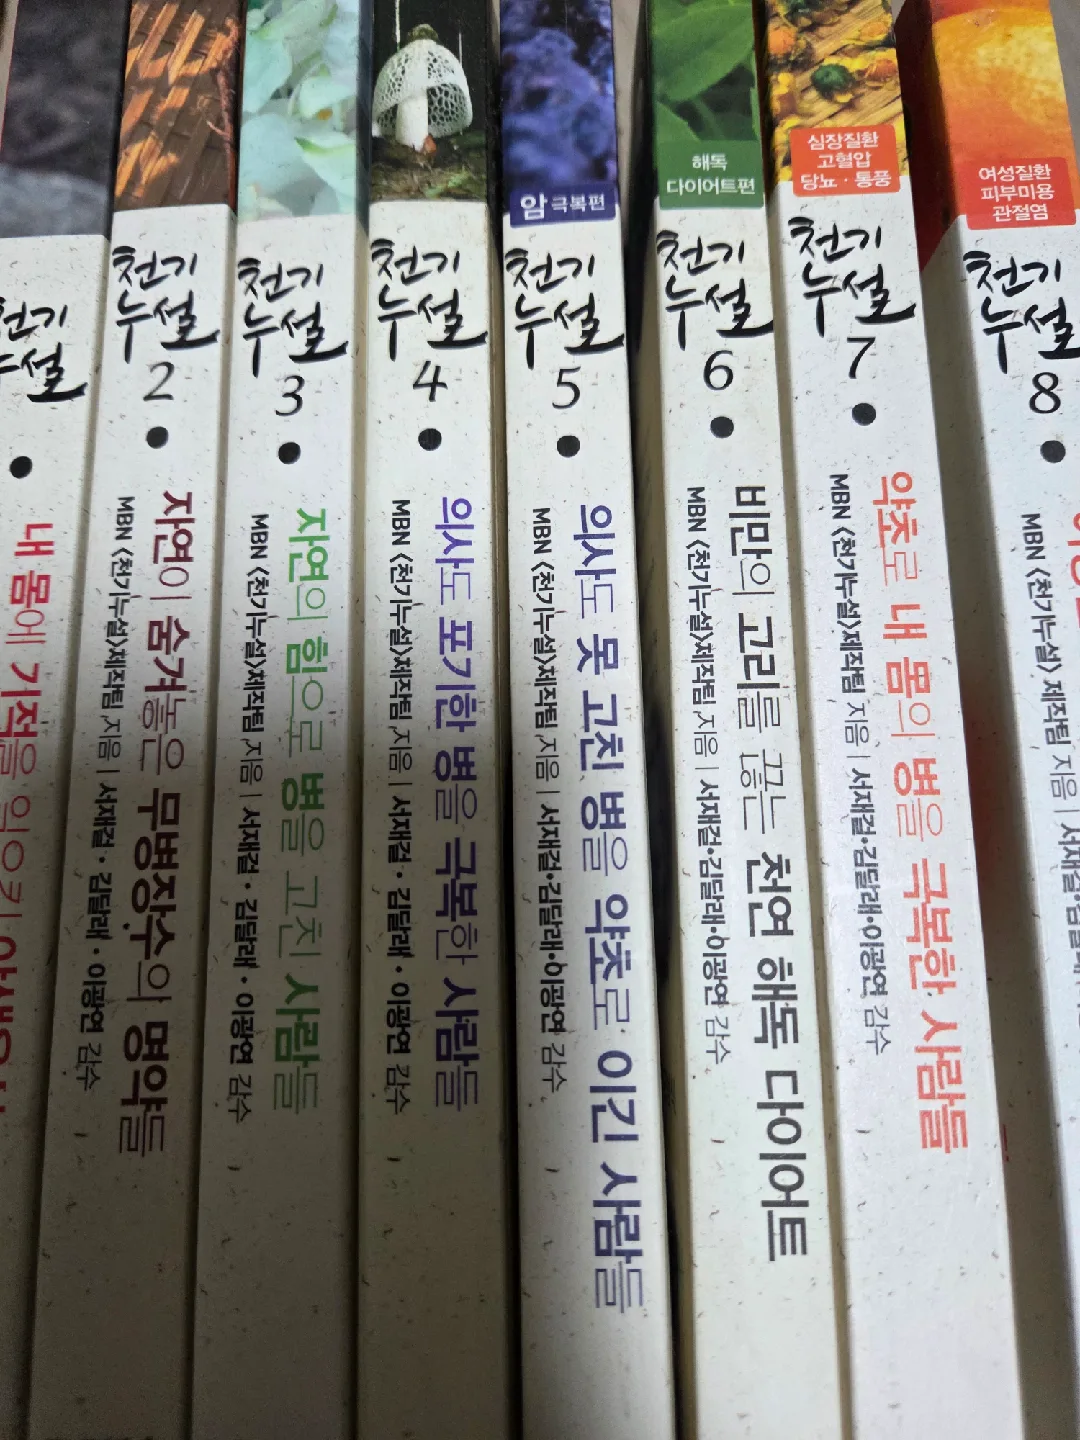 천기
누설
내 몸에 기적을 일으킨
천기
누설
2
자연이 숨겨놓은 무병장수의 명약들
MBN 〈천기누설〉제작팀 지음 | 서재걸 · 김달래 · 이광연 감수
천기
누설
3
자연의 힘으로 병을 고친 사람들
MBN 〈천기누설〉제작팀 지음 | 서재걸 · 김달래 · 이광연 감수
천기
누설
4
의사도 포기한 병을 극복한 사람들
MBN 〈천기누설〉제작팀 지음 | 서재걸 · 김달래 · 이광연 감수
암 극복편
천기
누설
5
의사도 못 고친 병을 약초로 이긴 사람들
MBN 〈천기누설〉제작팀 지음 | 서재걸·김달래·이광연 감수
해독
다이어트편
천기
누설
6
비만의 고리를 끊는 천연 해독 다이어트
MBN 〈천기누설〉제작팀 지음 | 서재걸·김달래·이광연 감수
심장질환
고혈압
당뇨 · 통풍
천기
누설
7
약초로 내 몸의 병을 극복한 사람들
MBN 〈천기누설〉제작팀 지음 | 서재걸·김달래·이광연 감수
여성질환
피부미용
관절염
천기
누설
8
MBN 〈천기누설〉 제작팀 지음 | 서재걸·김달래